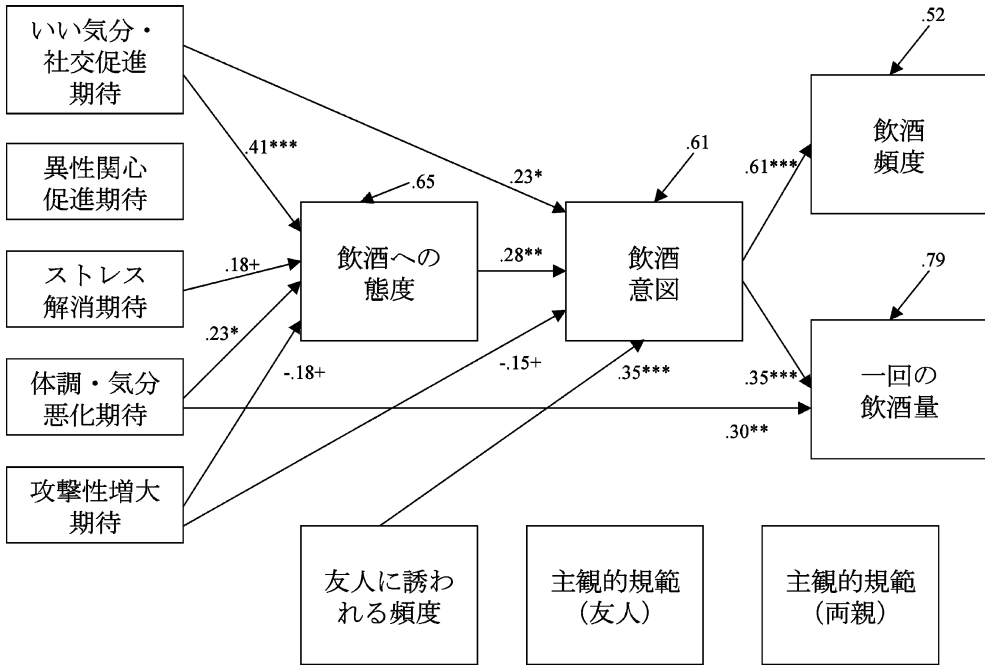 いい気分・
社交促進
期待
異性関心
促進期待
ストレス
解消期待
体調・気分
悪化期待
攻撃性増大
期待
.41***
.18+
.23*
-.18+
.65
飲酒への
態度
.23*
.28**
-.15+
.35***
.61
飲酒
意図
.61***
.35***
.30**
.52
飲酒
頻度
.79
一回の
飲酒量
友人に誘わ
れる頻度
主観的規範
（友人）
主観的規範
（両親）